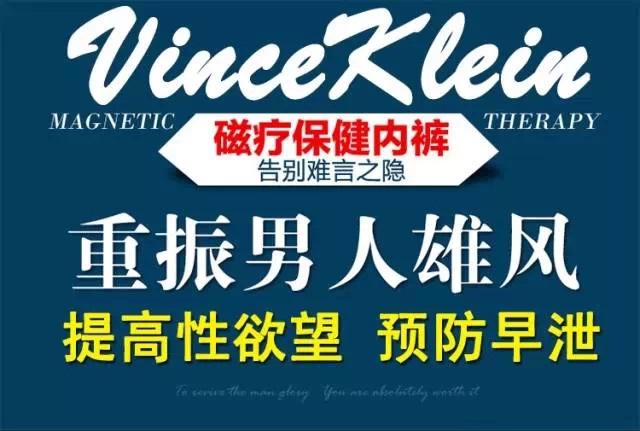 VinceKlein
MAGNETIC THERAPY
磁疗保健内裤
告别难言之隐
重振男人雄风
提高性欲望 预防早泄
To revive the man glory You are absolutely worth it